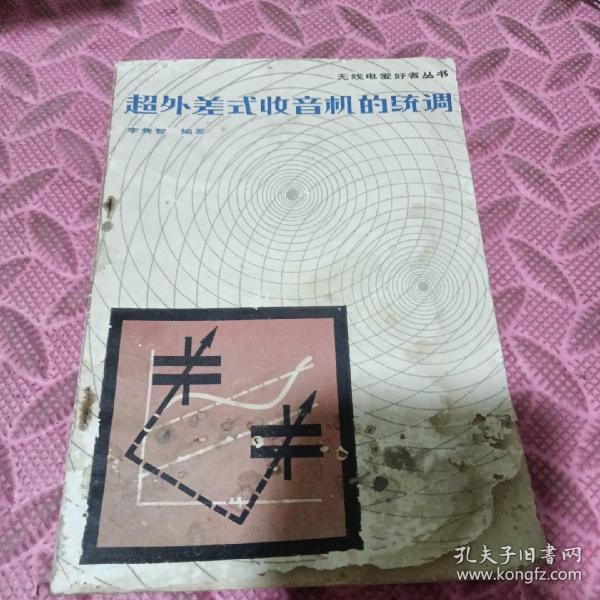 无线电爱好者丛书
超外差式收音机的统调
李隽智 编著
孔夫子旧书网
www.kongfz.com